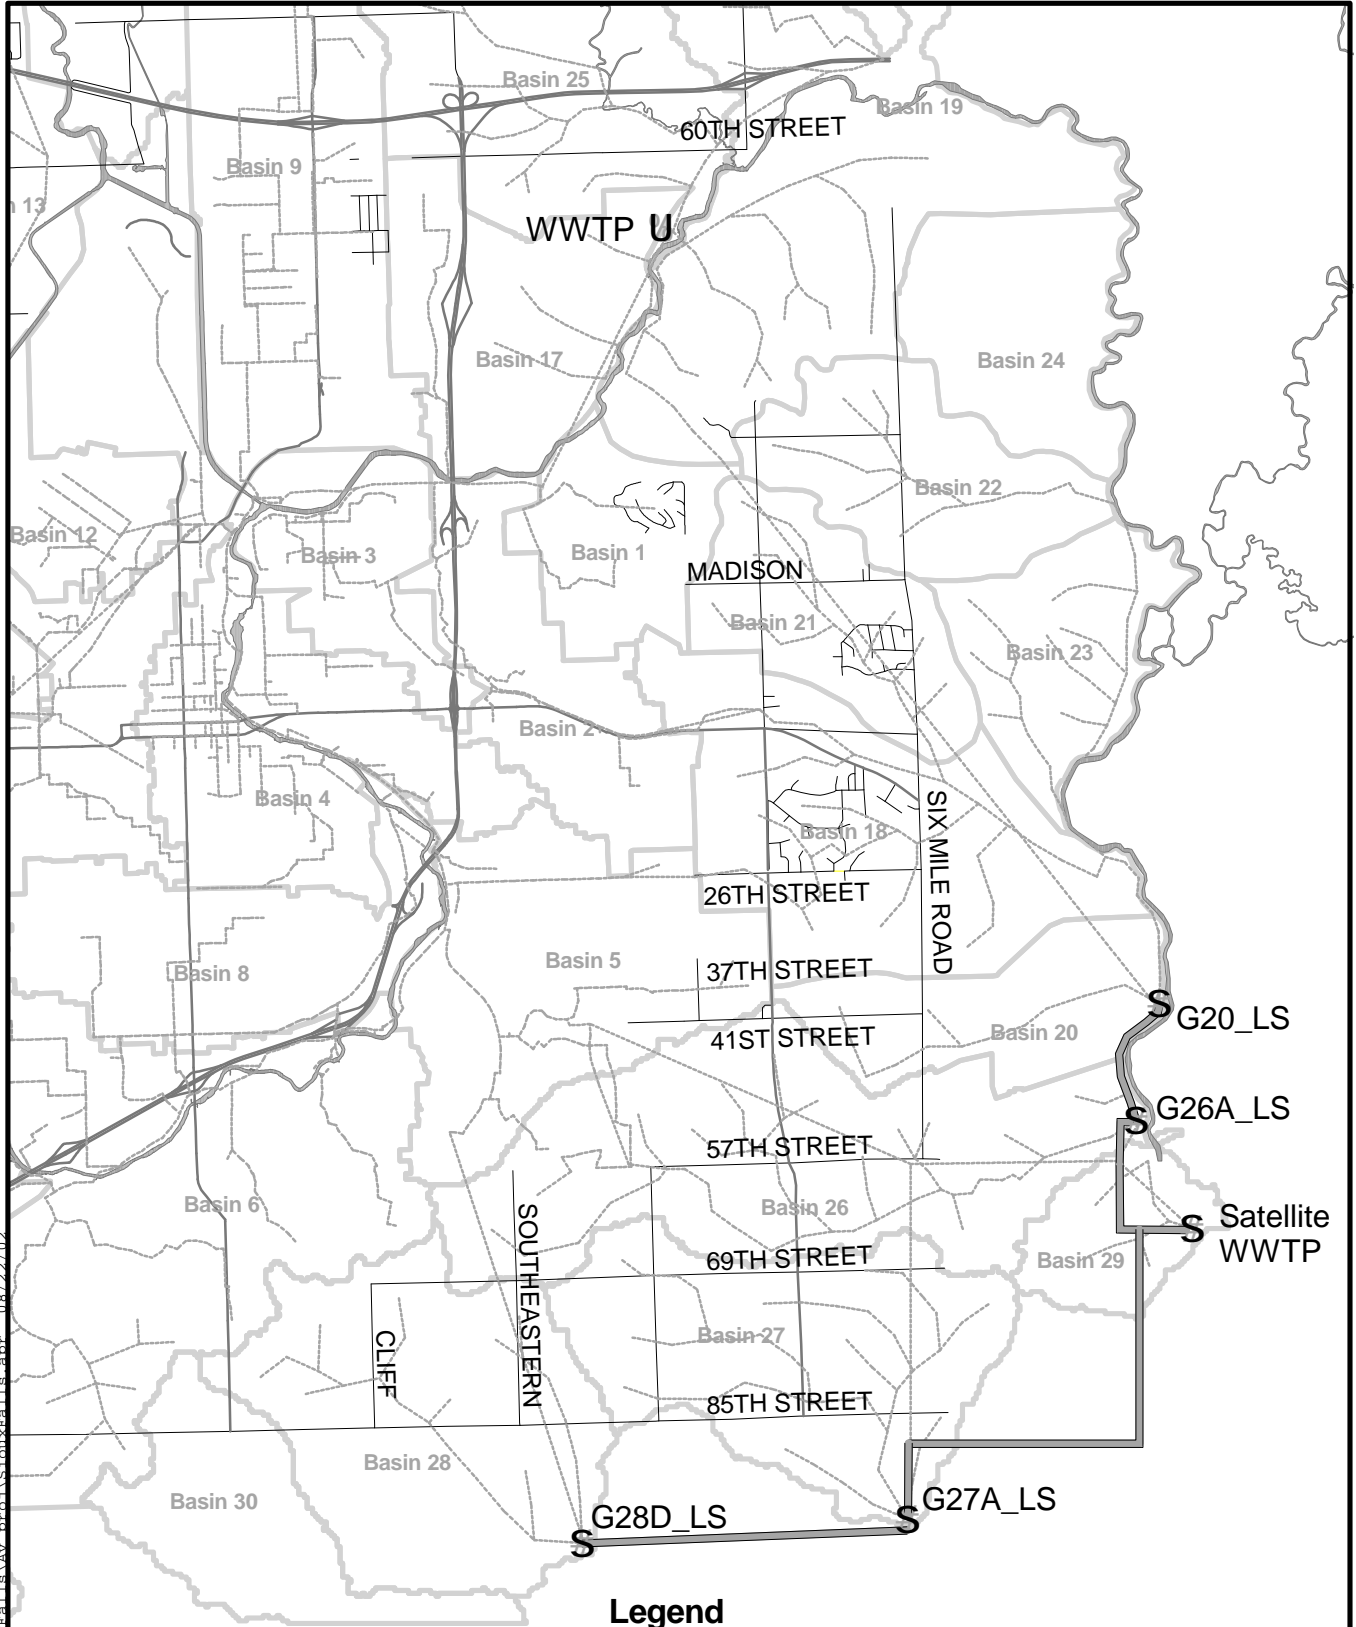 Basin 25
Basin 19
60TH STREET
Basin 9
13
WWTP U
Basin 17
Basin 24
Basin 22
Basin 12
Basin 3
Basin 1
MADISON
Basin 21
Basin 23
Basin 2
Basin 4
Basin 18
SIX MILE ROAD
26TH STREET
Basin 8
Basin 5
37TH STREET
S
G20_LS
41ST STREET
Basin 20
S
G26A_LS
57TH STREET
Basin 6
SOUTHEASTERN
Basin 26
S
Satellite
WWTP
69TH STREET
Basin 29
CLIFF
Basin 27
85TH STREET
Basin 28
Basin 30
G28D_LS
S
G27A_LS
S
Legend